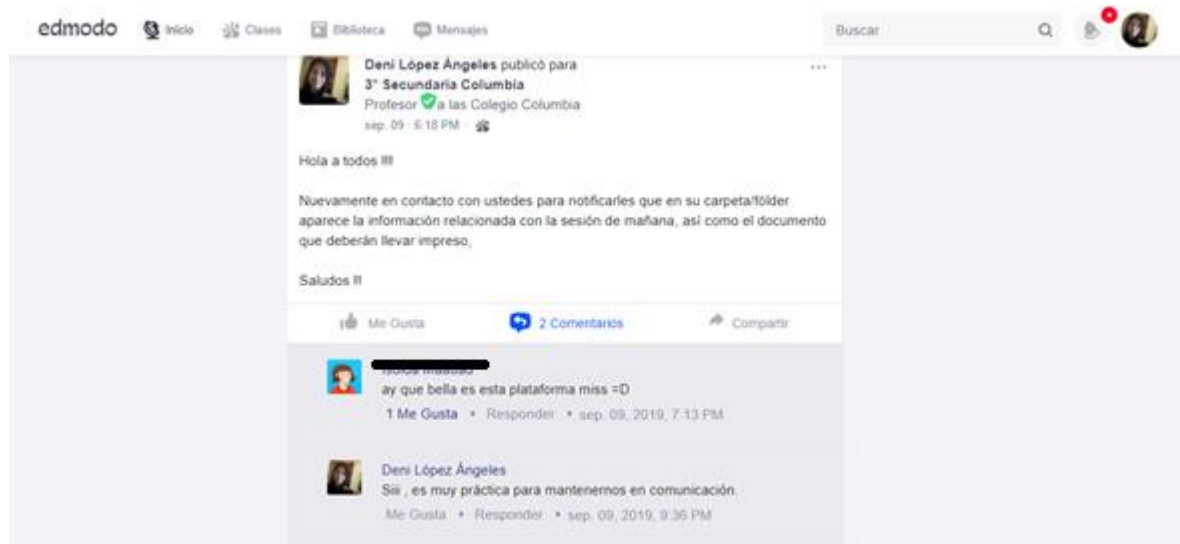 edmodo Inicio Clases Biblioteca Mensajes Buscar
Deni López Ángeles publicó para
...
3° Secundaria Columbia
Profesor a las Colegio Columbia
sep. 09 · 6:18 PM ·
Hola a todos !!!!
Nuevamente en contacto con ustedes para notificarles que en su carpeta/fólder
aparece la información relacionada con la sesión de mañana, así como el documento
que deberán llevar impreso,
Saludos !!!
Me Gusta 2 Comentarios Compartir
ay que bella es esta plataforma miss =D
1 Me Gusta • Responder • sep. 09, 2019, 7:13 PM
Deni López Ángeles
Siii , es muy práctica para mantenernos en comunicación.
Me Gusta • Responder • sep. 09, 2019, 9:36 PM